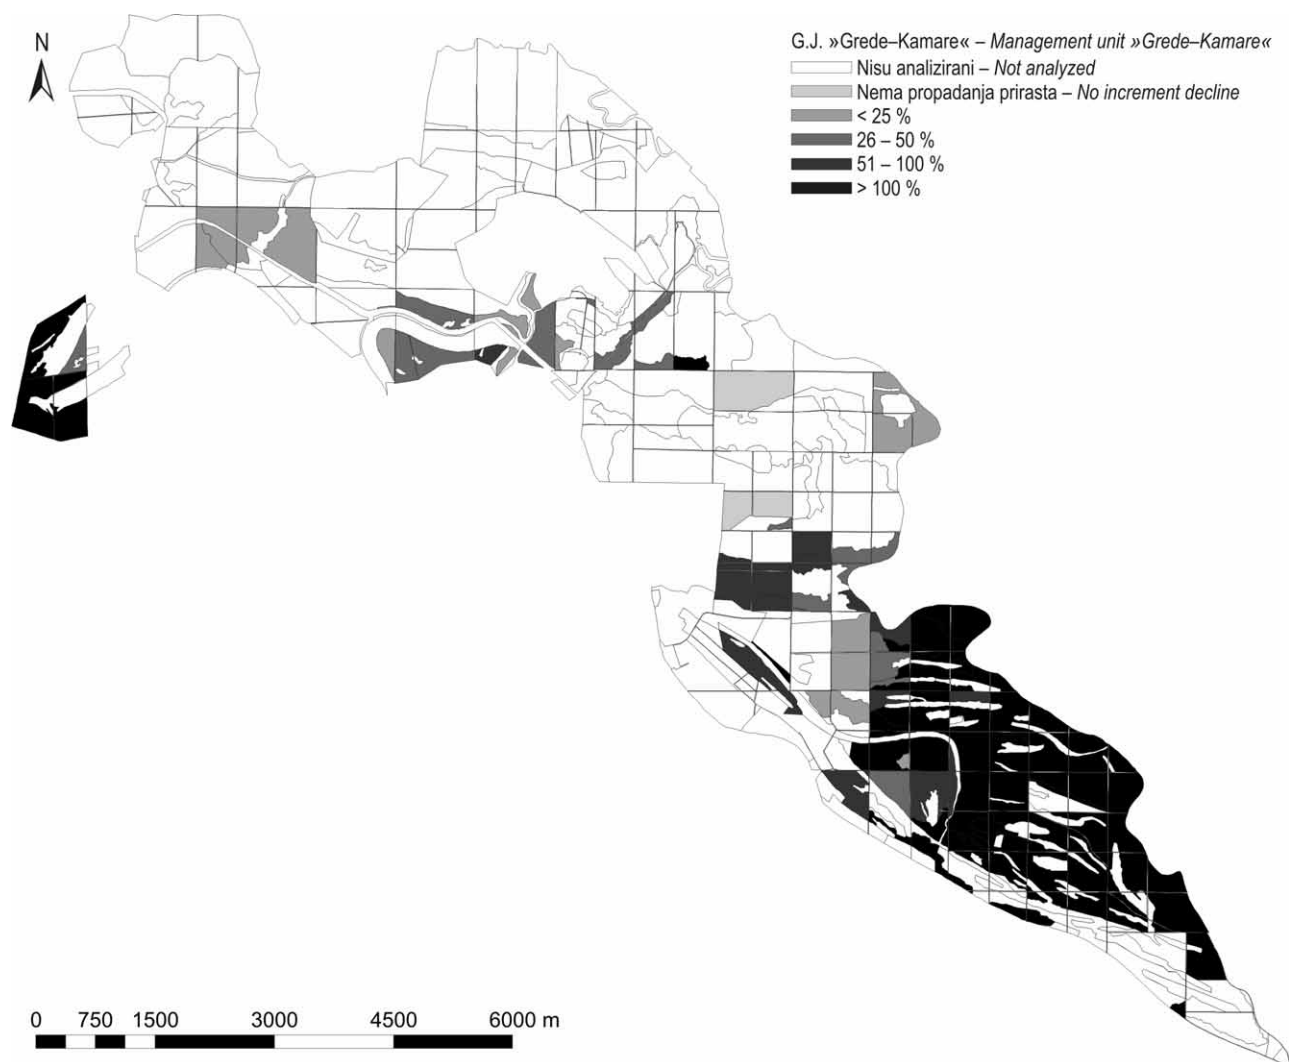 N
G.J. »Grede–Kamare« – Management unit »Grede–Kamare«
Nisu analizirani – Not analyzed
Nema propadanja prirasta – No increment decline
< 25 %
26 – 50 %
51 – 100 %
> 100 %
0 750 1500 3000 4500 6000 m